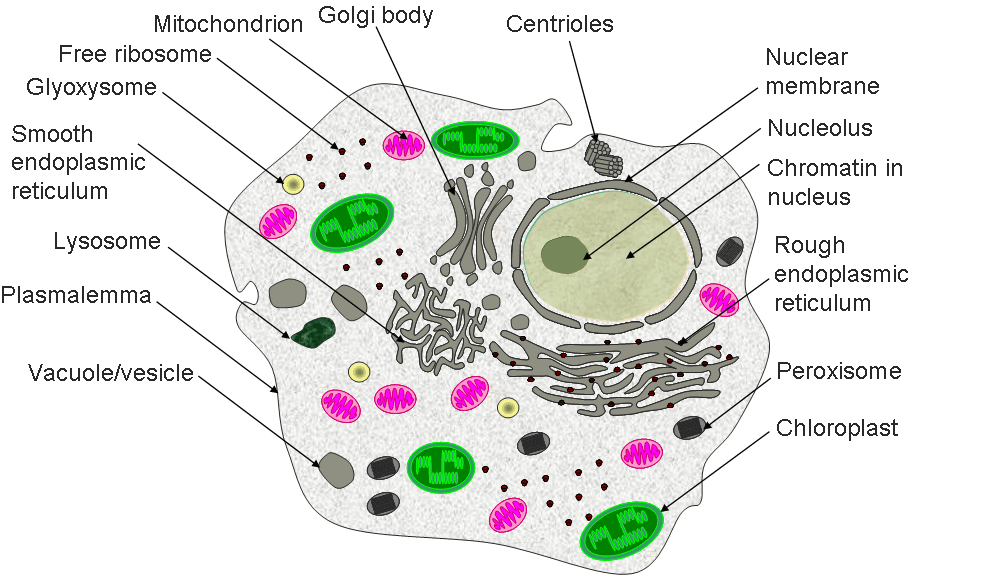 Mitochondrion
Golgi body
Centrioles
Free ribosome
Glyoxysome
Nuclear
membrane
Smooth
endoplasmic
reticulum
Nucleolus
Chromatin in
nucleus
Lysosome
Rough
endoplasmic
reticulum
Plasmalemma
Vacuole/vesicle
Peroxisome
Chloroplast